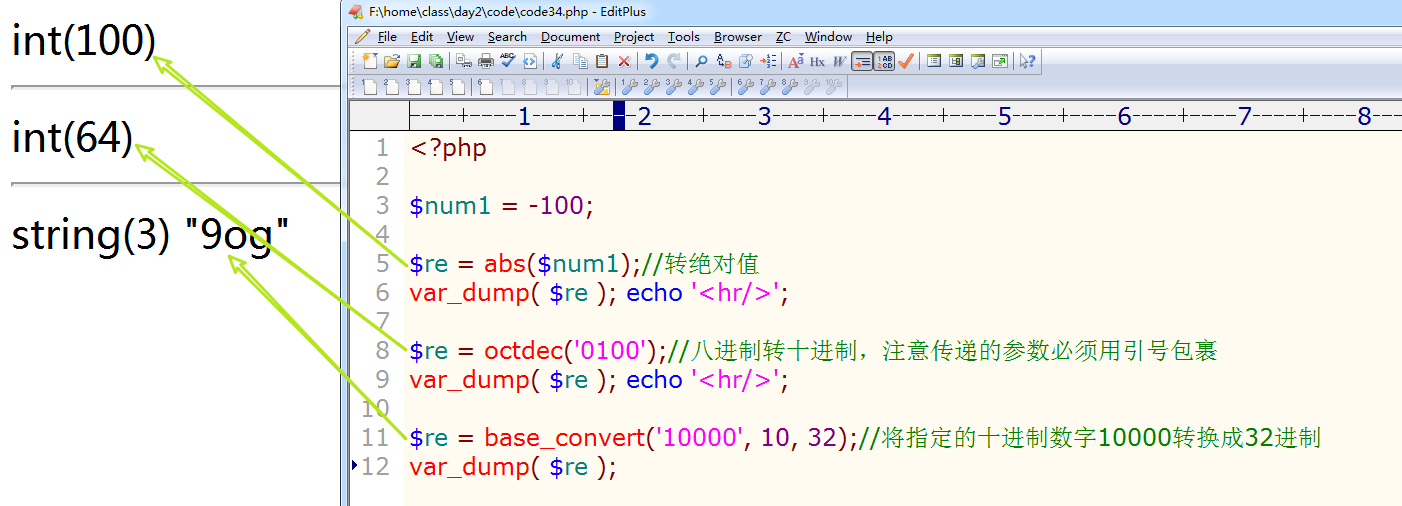 int(100)
int(64)
string(3) "9og"
F:\home\class\day2\code\code34.php - EditPlus
File Edit View Search Document Project Tools Browser ZC Window Help
----+----1----+----2----+----3----+----4----+----5----+----6----+----7----+----8
1 <?php
2
3 $num1 = -100;
4
5 $re = abs($num1);//转绝对值
6 var_dump( $re ); echo '<hr/>';
7
8 $re = octdec('0100');//八进制转十进制，注意传递的参数必须用引号包裹
9 var_dump( $re ); echo '<hr/>';
10
11 $re = base_convert('10000', 10, 32);//将指定的十进制数字10000转换成32进制
12 var_dump( $re );